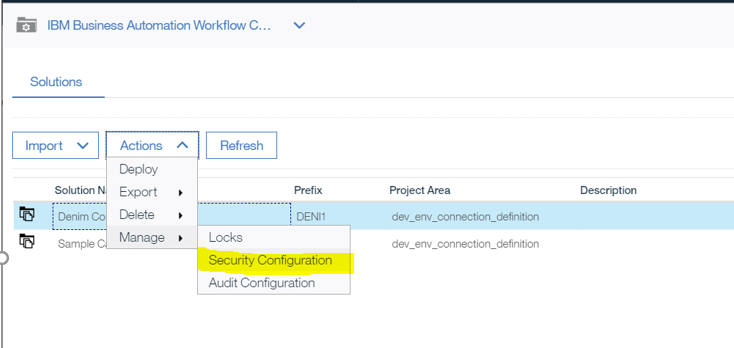 IBM Business Automation Workflow C...
Solutions
Import
Actions
Refresh
Deploy
Export
Delete
Manage
Locks
Security Configuration
Audit Configuration
Solution Na
Prefix
Project Area
Description
Denim Co
DENI1
dev_env_connection_definition
Sample Ca
dev_env_connection_definition